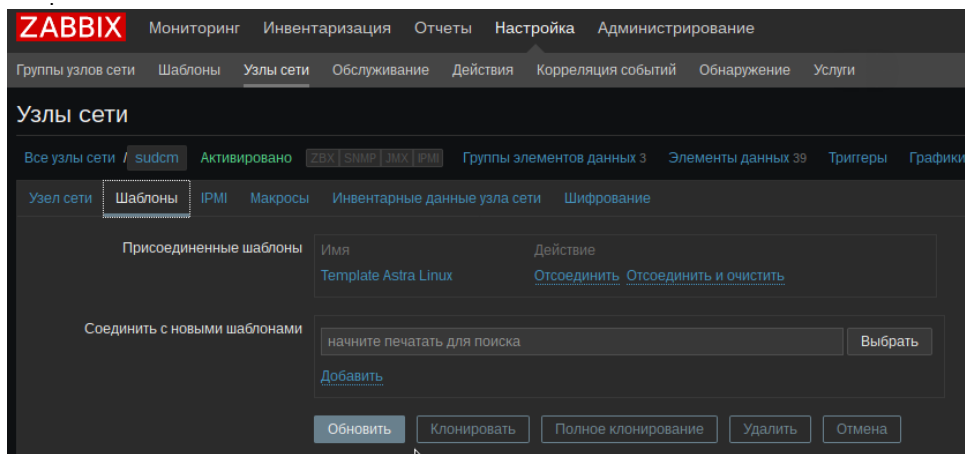 ZABBIX Мониторинг Инвентаризация Отчеты Настройка Администрирование
Группы узлов сети Шаблоны Узлы сети Обслуживание Действия Корреляция событий Обнаружение Услуги
Узлы сети
Все узлы сети / sudcm Активировано ZBX SNMP JMX IPMI Группы элементов данных 3 Элементы данных 39 Триггеры Графики
Узел сети Шаблоны IPMI Макросы Инвентарные данные узла сети Шифрование
Присоединенные шаблоны Имя Действие
Template Astra Linux Отсоединить Отсоединить и очистить
Соединить с новыми шаблонами начните печатать для поиска Выбрать
Добавить
Обновить Клонировать Полное клонирование Удалить Отмена